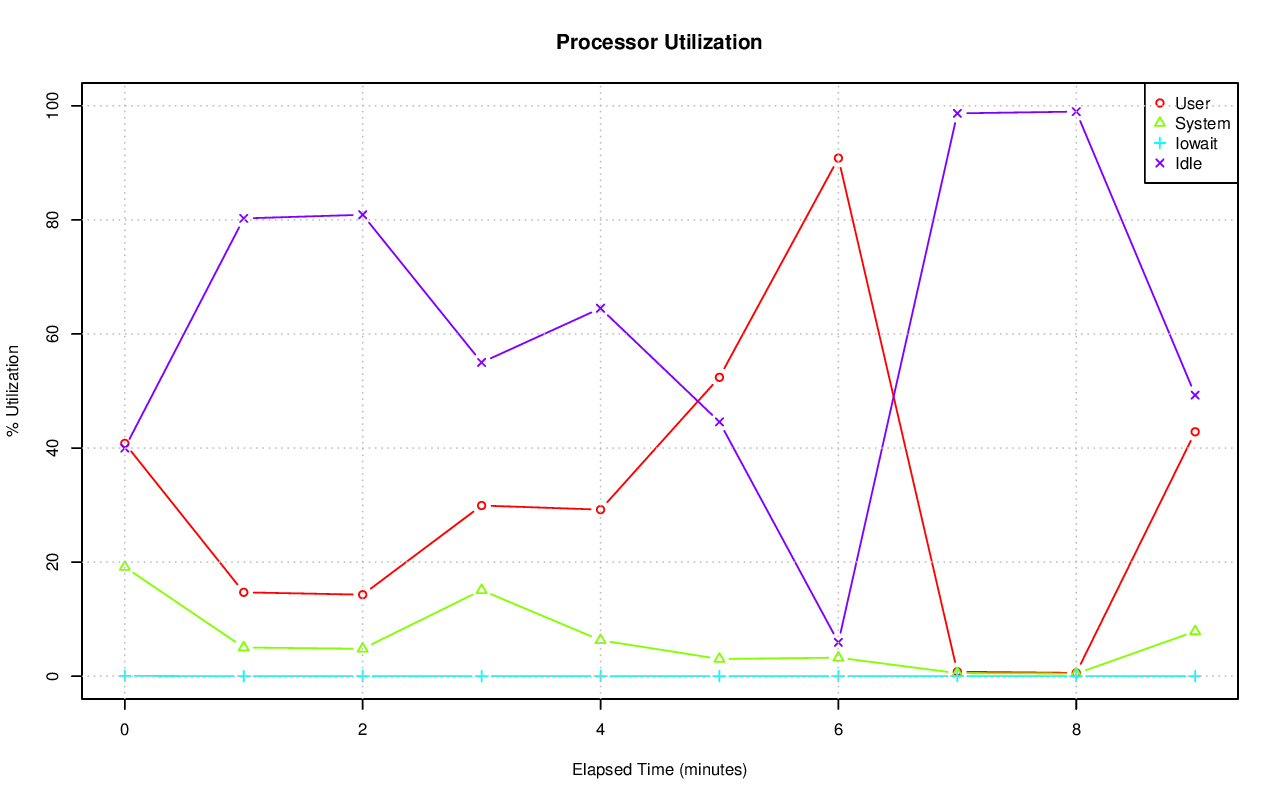 Processor Utilization
User
System
Iowait
Idle
% Utilization
100
80
60
40
20
0
0 2 4 6 8
Elapsed Time (minutes)